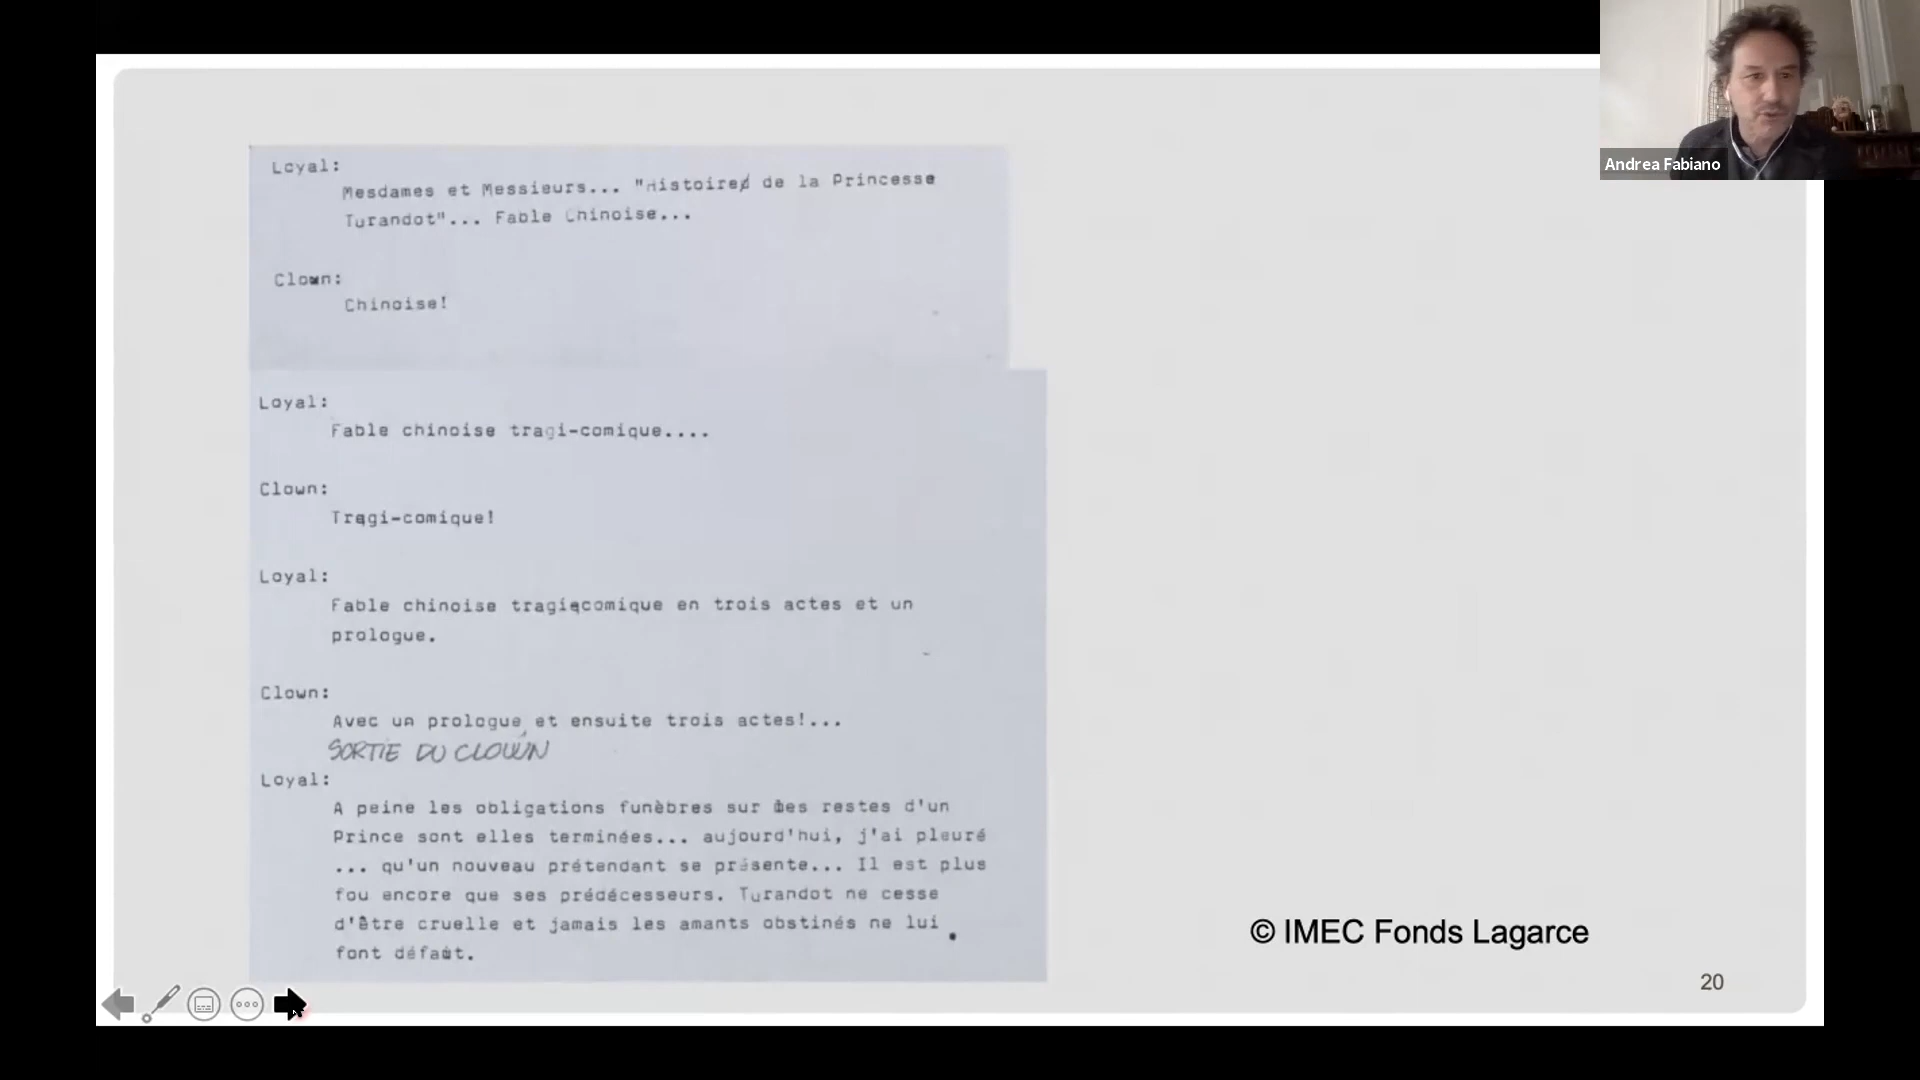 Andrea Fabiano
Loyal:
Mesdames et Messieurs... "Histoire de la Princesse
Turandot"... Fable Chinoise...
Clown:
Chinoise!
Loyal:
Fable chinoise tragi-comique....
Clown:
Tragi-comique!
Loyal:
Fable chinoise tragiqcomique en trois actes et un
prologue.
Clown:
Avec un prologue, et ensuite trois actes!...
SORTIE DU CLOWN
Loyal:
A peine les obligations funèbres sur des restes d'un
Prince sont elles terminées... aujourd'hui, j'ai pleuré
... qu'un nouveau prétendant se présente... Il est plus
fou encore que ses prédécesseurs. Turandot ne cesse
d'être cruelle et jamais les amants obstinés ne lui
font défaut.
© IMEC Fonds Lagarce
20